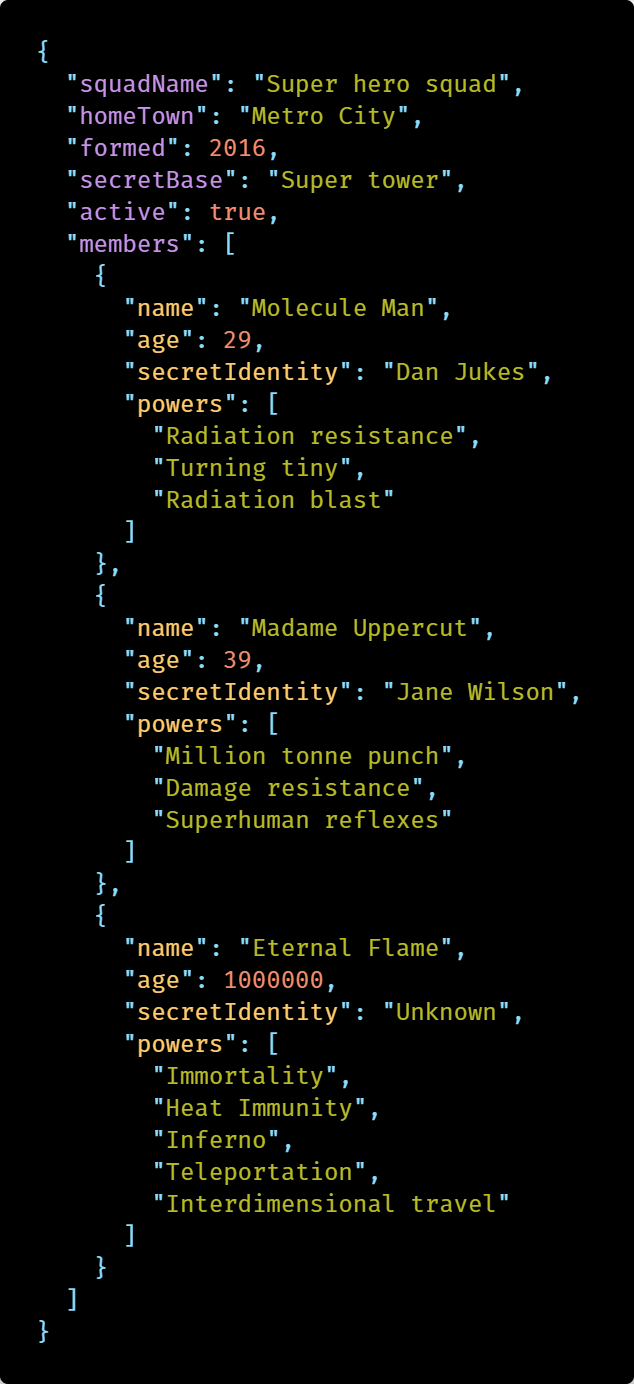 {
  "squadName": "Super hero squad",
  "homeTown": "Metro City",
  "formed": 2016,
  "secretBase": "Super tower",
  "active": true,
  "members": [
    {
      "name": "Molecule Man",
      "age": 29,
      "secretIdentity": "Dan Jukes",
      "powers": [
        "Radiation resistance",
        "Turning tiny",
        "Radiation blast"
      ]
    },
    {
      "name": "Madame Uppercut",
      "age": 39,
      "secretIdentity": "Jane Wilson",
      "powers": [
        "Million tonne punch",
        "Damage resistance",
        "Superhuman reflexes"
      ]
    },
    {
      "name": "Eternal Flame",
      "age": 1000000,
      "secretIdentity": "Unknown",
      "powers": [
        "Immortality",
        "Heat Immunity",
        "Inferno",
        "Teleportation",
        "Interdimensional travel"
      ]
    }
  ]
}